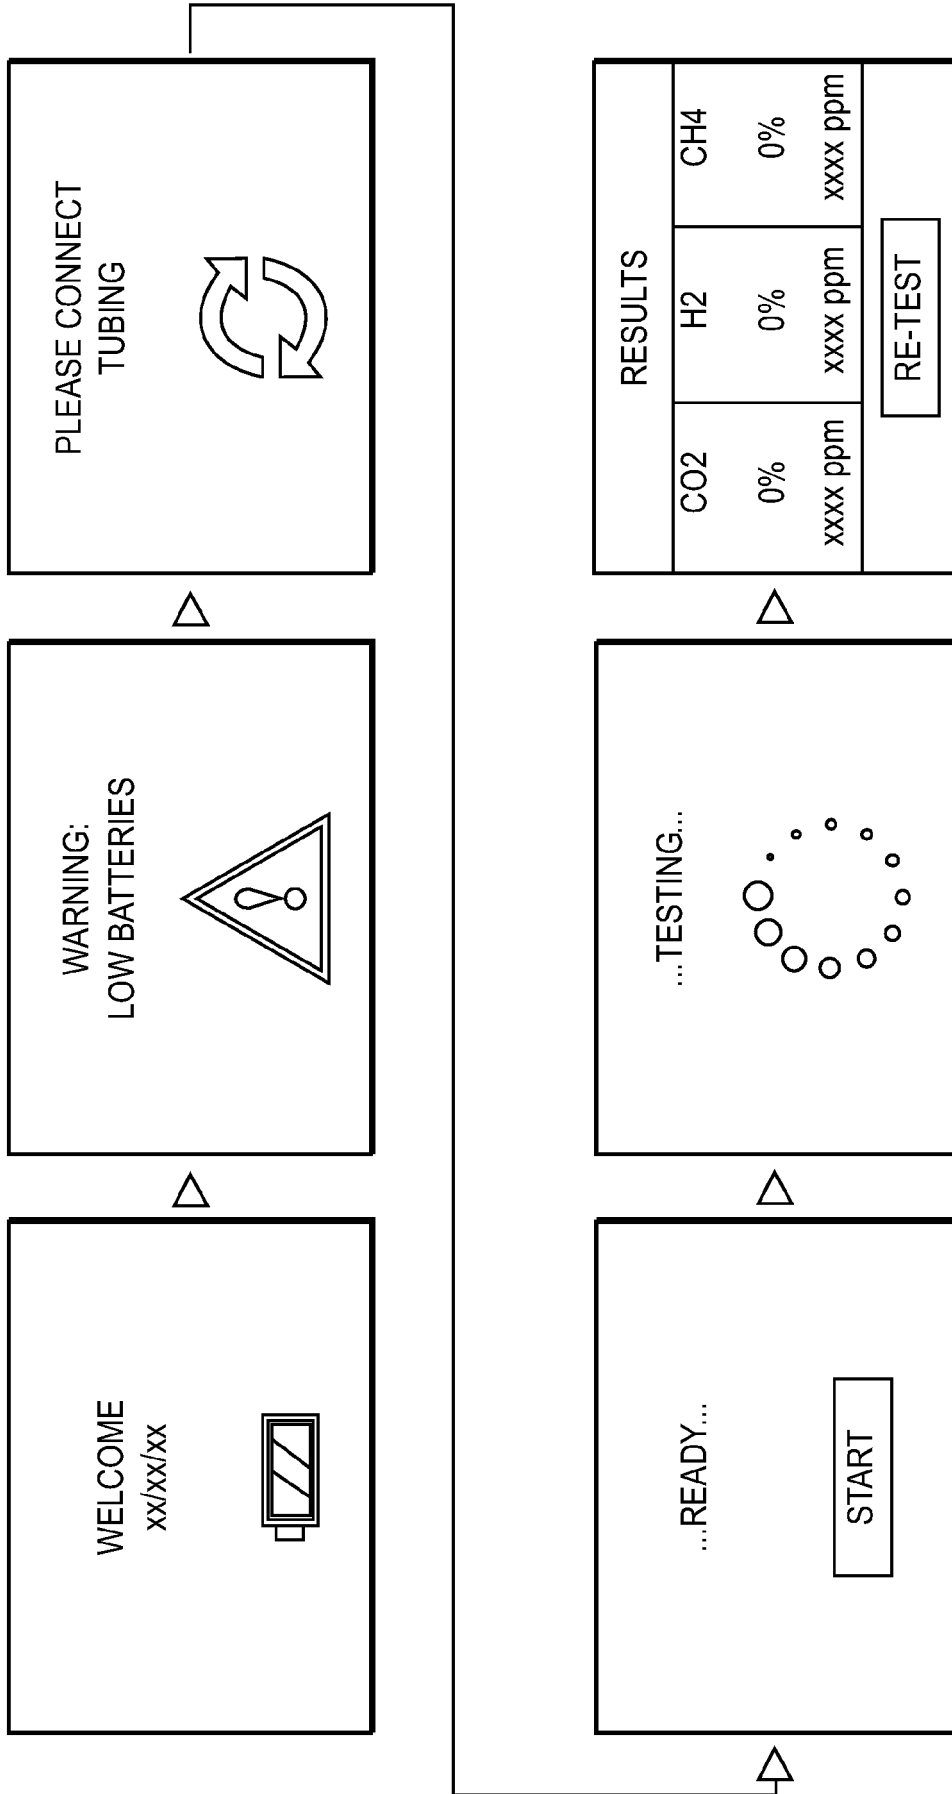 WELCOME
xx/xx/xx
WARNING:
LOW BATTERIES
PLEASE CONNECT
TUBING
...READY...
START
...TESTING...
RESULTS
CO2 H2 CH4
0% 0% 0%
xxxx ppm xxxx ppm xxxx ppm
RE-TEST